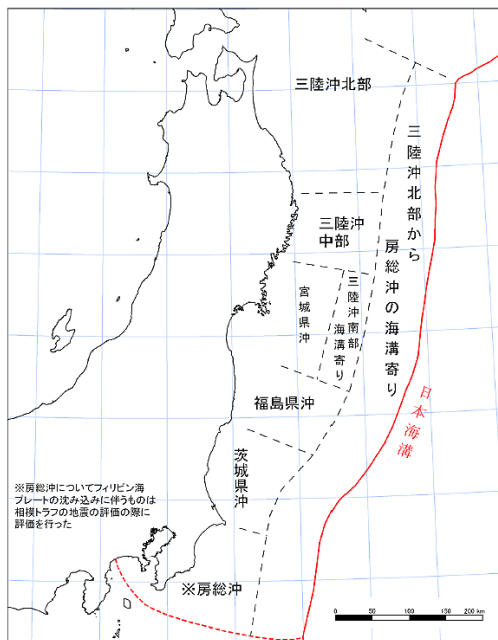 三陸沖北部
三陸沖北部から
房総沖の海溝寄り
三陸沖
中部
三陸沖南部
海溝寄り
宮城県沖
福島県沖
日本海溝
茨城県沖
※房総沖についてフィリピン海
プレートの沈み込みに伴うものは
相模トラフの地震の評価の際に
評価を行った
※房総沖
0 50 100 150 200 km